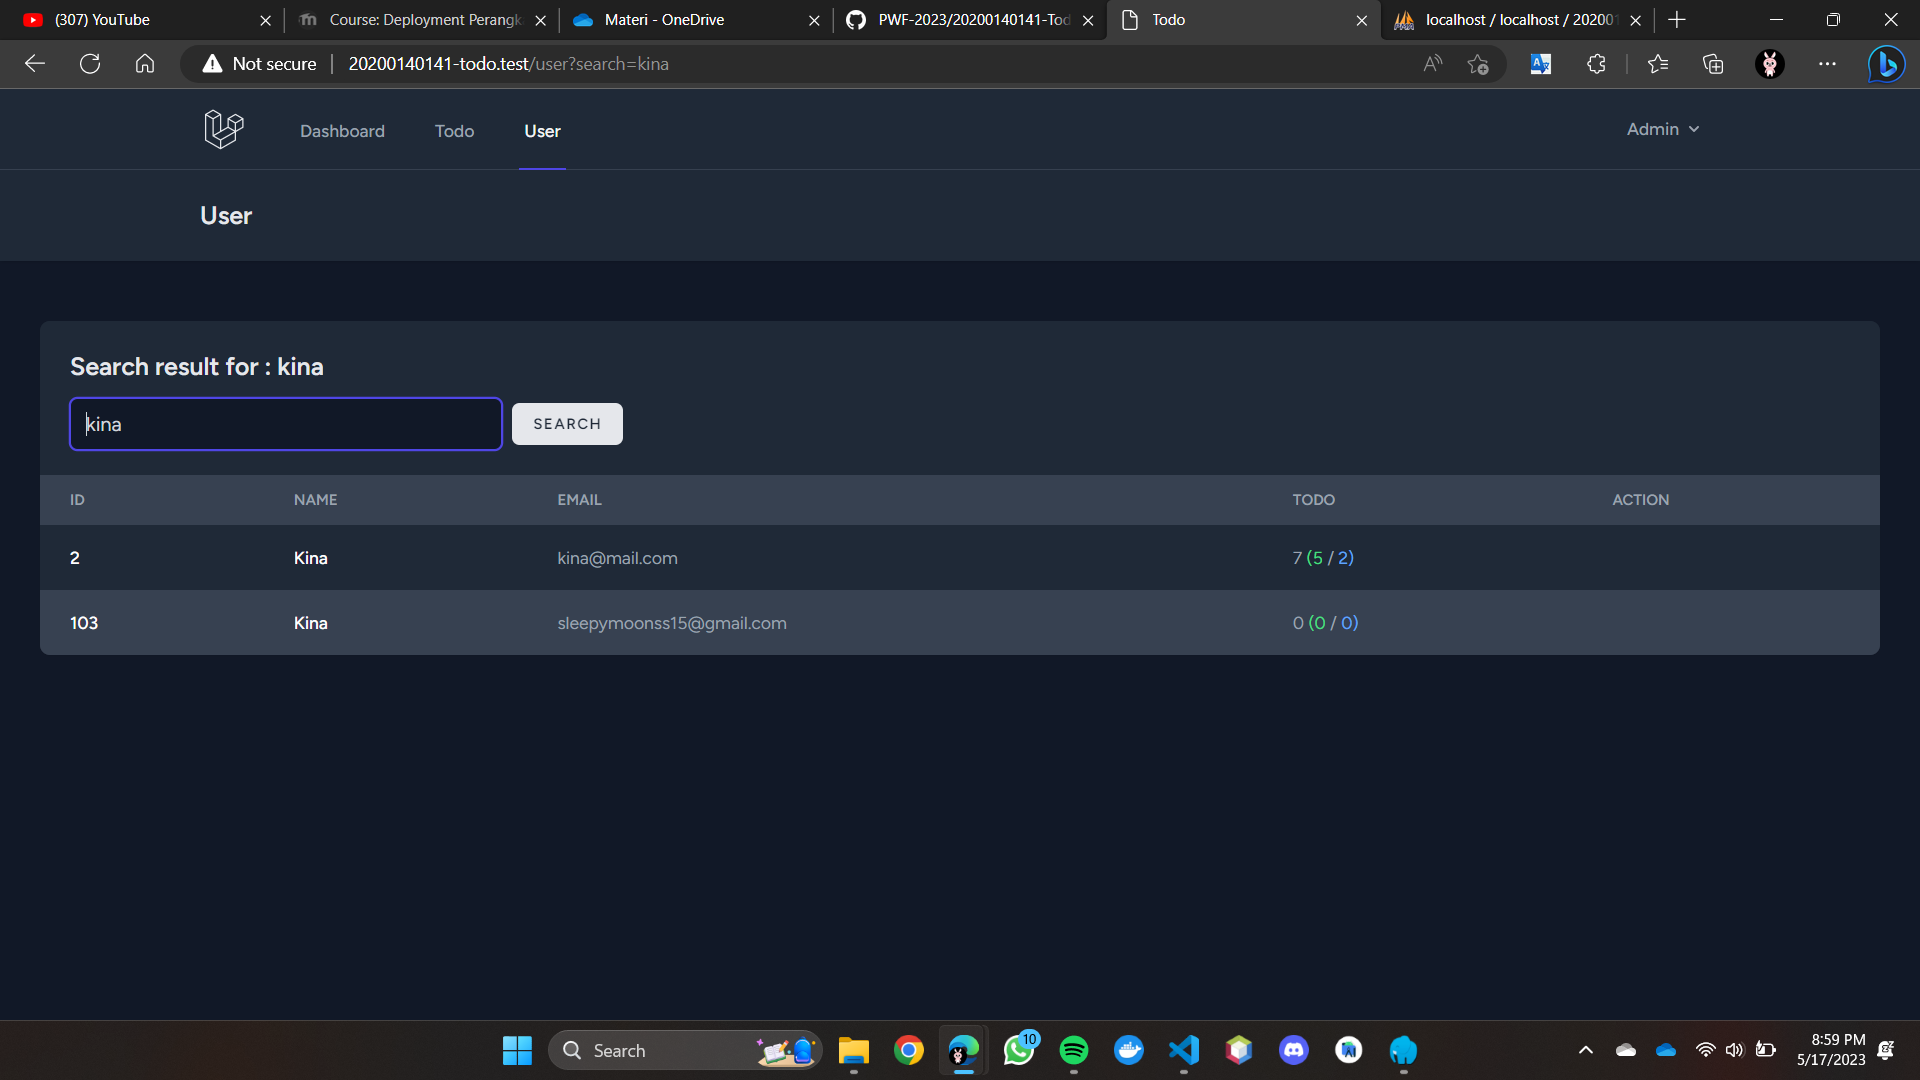 (307) YouTube
Course: Deployment Perangk
Materi - OneDrive
PWF-2023/20200140141-Tod
Todo
localhost / localhost / 20200
Not secure
20200140141-todo.test/user?search=kina
Dashboard
Todo
User
Admin
User
Search result for : kina
kina
SEARCH
ID NAME EMAIL TODO ACTION
2 Kina kina@mail.com 7 (5 / 2)
103 Kina sleepymoonss15@gmail.com 0 (0 / 0)
Search
10
8:59 PM
5/17/2023